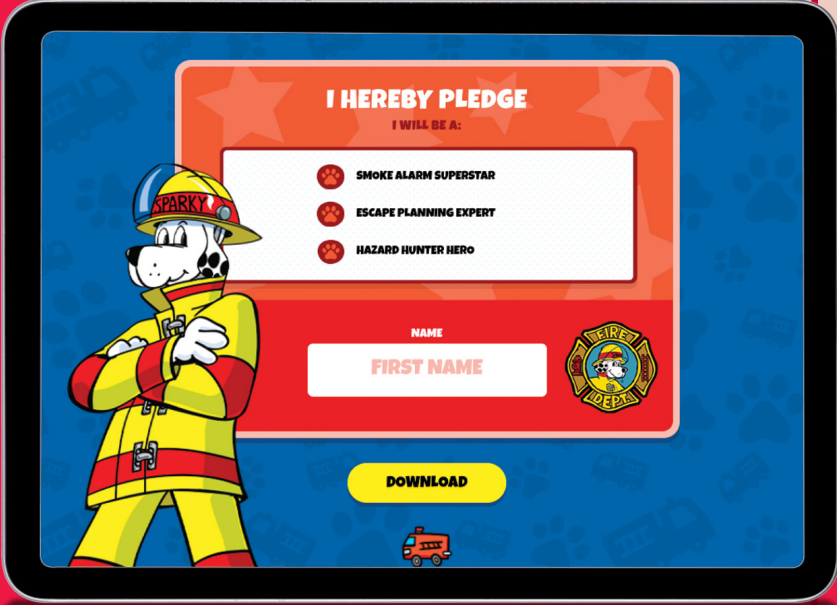 I HEREBY PLEDGE
I WILL BE A:
SMOKE ALARM SUPERSTAR
ESCAPE PLANNING EXPERT
HAZARD HUNTER HERO
SPARKY
NAME
FIRST NAME
FIRE
DEPT.
DOWNLOAD